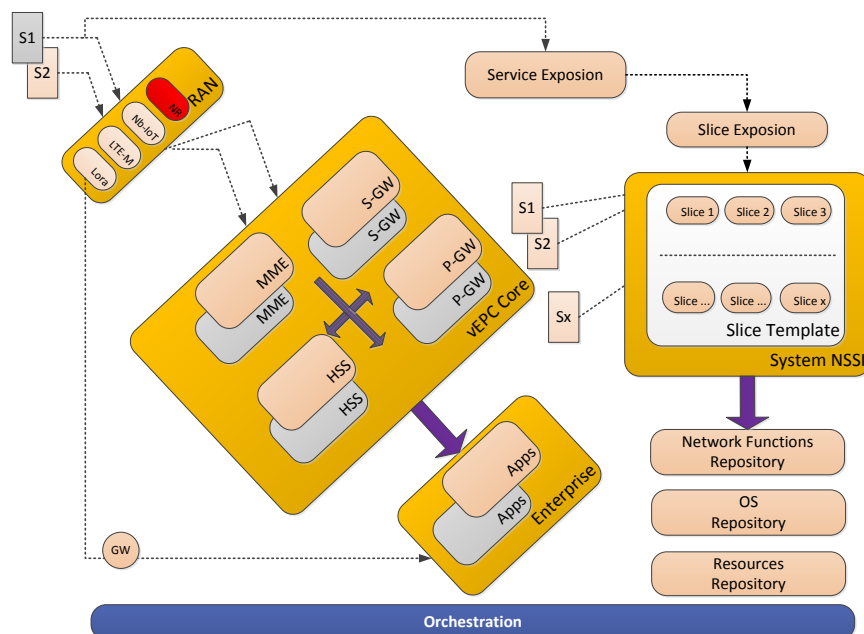 S1
S2
NR
Nb-IoT
LTE-M
Lora
RAN
Service Exposion
Slice Exposion
S-GW
S-GW
MME
MME
P-GW
P-GW
HSS
HSS
vEPC Core
S1
S2
Sx
Slice 1
Slice 2
Slice 3
Slice ...
Slice ...
Slice x
Slice Template
System NSSF
Apps
Apps
Enterprise
GW
Network Functions
Repository
OS
Repository
Resources
Repository
Orchestration